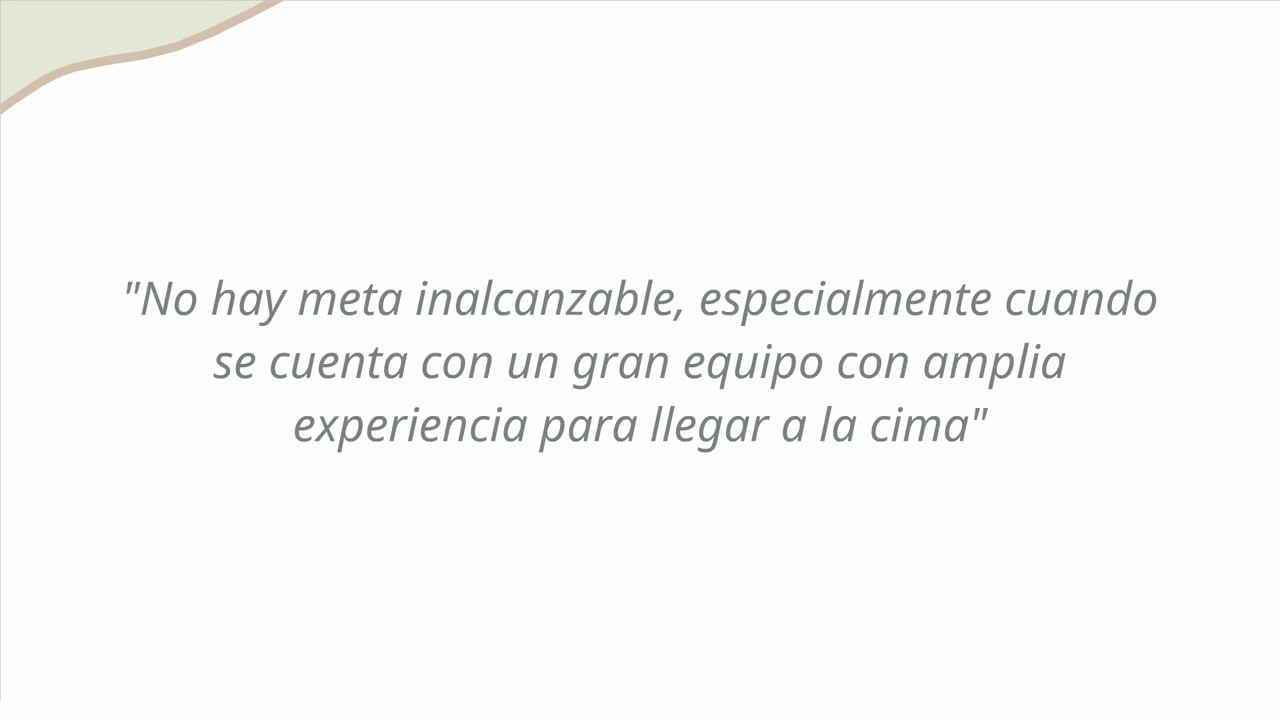 "No hay meta inalcanzable, especialmente cuando
se cuenta con un gran equipo con amplia
experiencia para llegar a la cima"